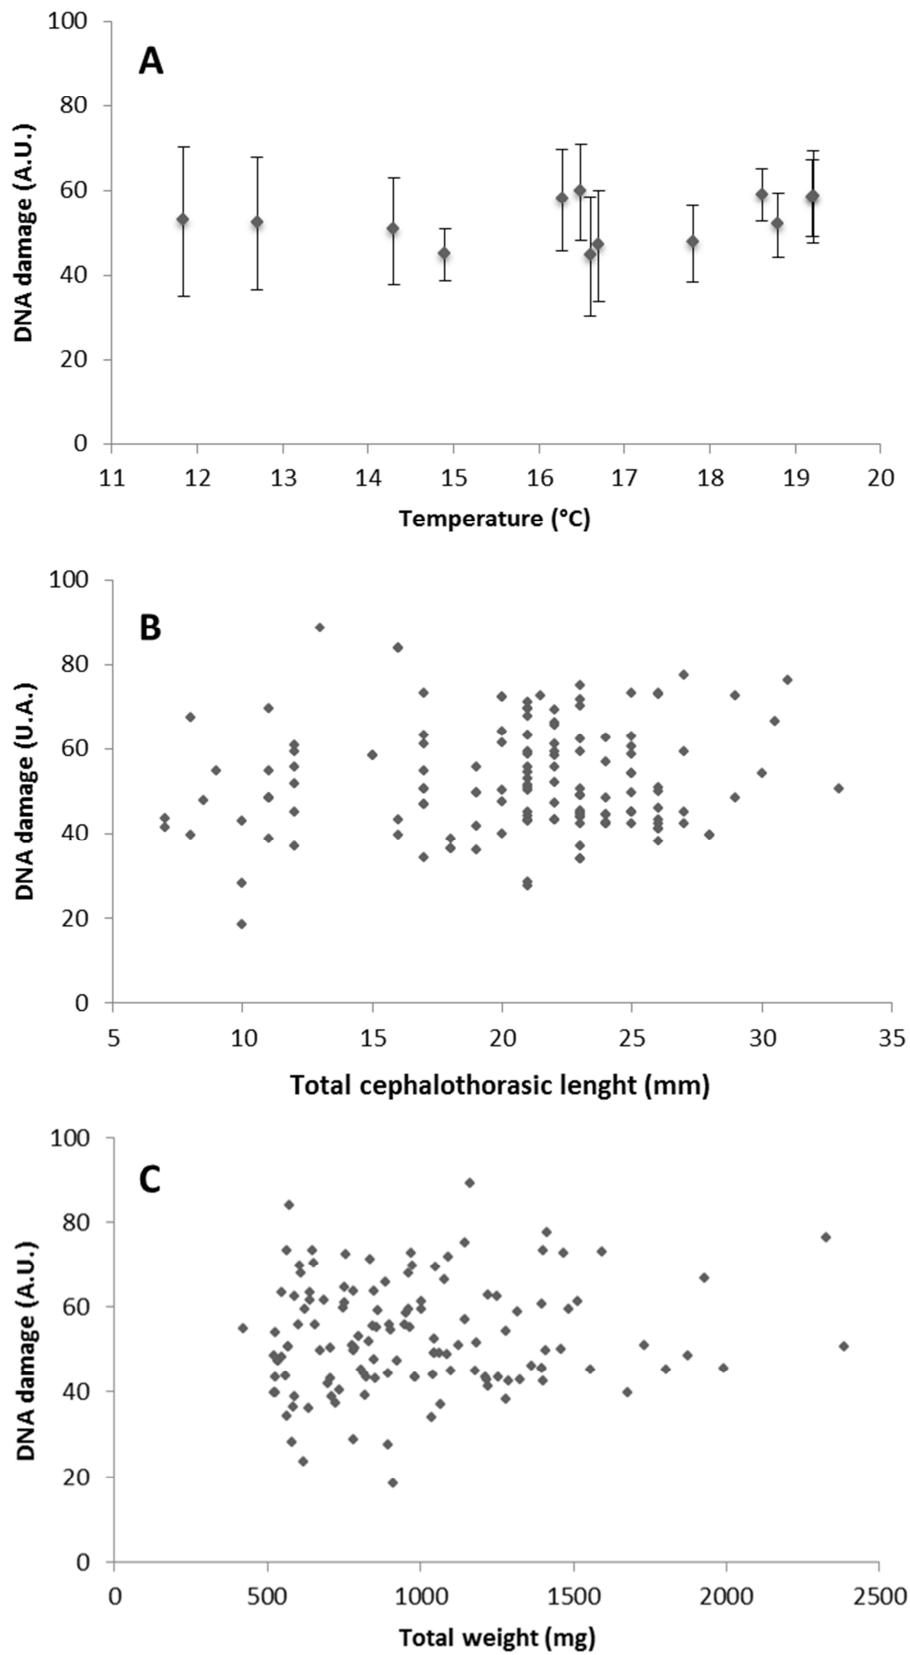 100
A
80
60
40
20
0
DNA damage (A.U.)
11 12 13 14 15 16 17 18 19 20
Temperature (°C)
100
B
80
60
40
20
0
DNA damage (U.A.)
5 10 15 20 25 30 35
Total cephalothorasic lenght (mm)
100
C
80
60
40
20
0
DNA damage (A.U.)
0 500 1000 1500 2000 2500
Total weight (mg)